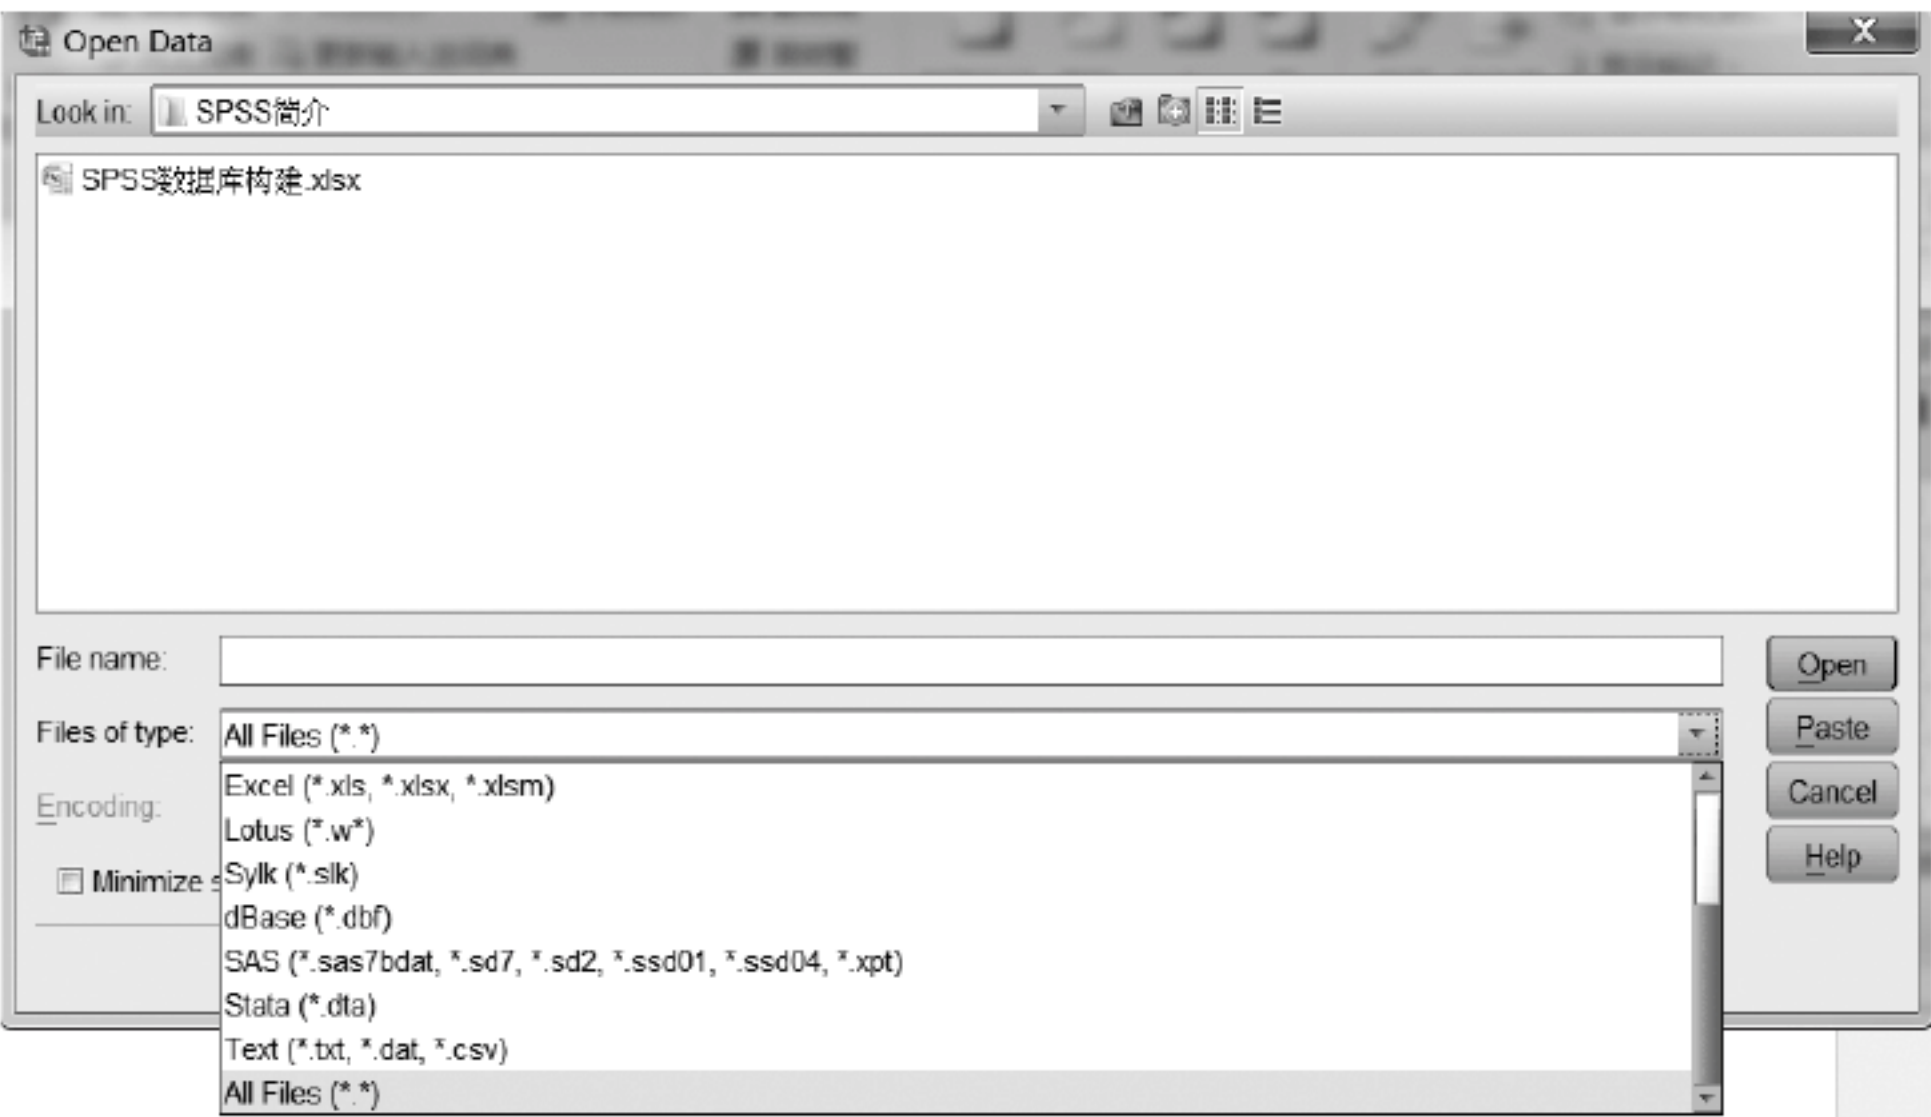 Open Data
X
Look in: SPSS简介
SPSS数据库构建.xlsx
File name:
Open
Files of type: All Files (*.*)
Paste
Excel (*.xls, *.xlsx, *.xlsm)
Encoding:
Cancel
Lotus (*.w*)
Help
Minimize s
Sylk (*.slk)
dBase (*.dbf)
SAS (*.sas7bdat, *.sd7, *.sd2, *.ssd01, *.ssd04, *.xpt)
Stata (*.dta)
Text (*.txt, *.dat, *.csv)
All Files (*.*)